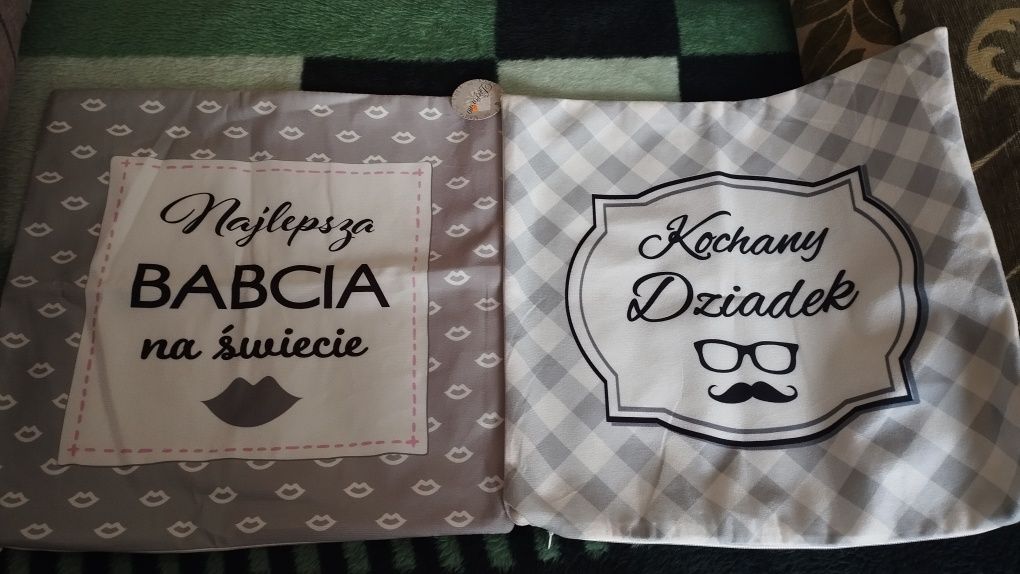 Najlepsza
BABCIA
na świecie
Kochany
Dziadek